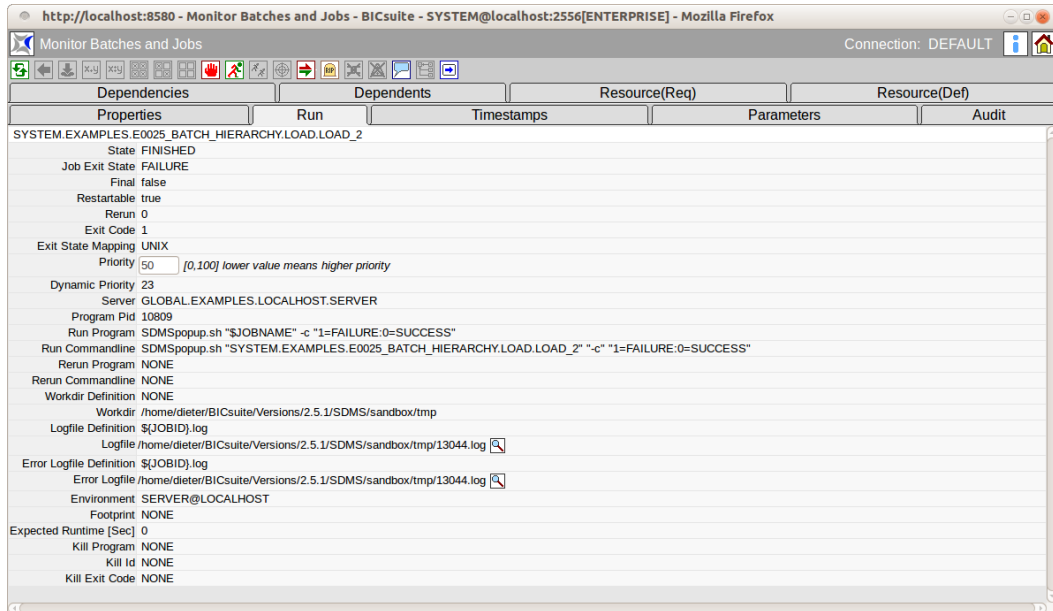 http://localhost:8580 - Monitor Batches and Jobs - BICsuite - SYSTEM@localhost:2556[ENTERPRISE] - Mozilla Firefox
Monitor Batches and Jobs Connection: DEFAULT
Dependencies Dependents Resource(Req) Resource(Def)
Properties Run Timestamps Parameters Audit
SYSTEM.EXAMPLES.E0025_BATCH_HIERARCHY.LOAD.LOAD_2
State FINISHED
Job Exit State FAILURE
Final false
Restartable true
Rerun 0
Exit Code 1
Exit State Mapping UNIX
Priority 50 [0,100] lower value means higher priority
Dynamic Priority 23
Server GLOBAL.EXAMPLES.LOCALHOST.SERVER
Program Pid 10809
Run Program SDMSpopup.sh "$JOBNAME" -c "1=FAILURE:0=SUCCESS"
Run Commandline SDMSpopup.sh "SYSTEM.EXAMPLES.E0025_BATCH_HIERARCHY.LOAD.LOAD_2" "-c" "1=FAILURE:0=SUCCESS"
Rerun Program NONE
Rerun Commandline NONE
Workdir Definition NONE
Workdir /home/dieter/BICsuite/Versions/2.5.1/SDMS/sandbox/tmp
Logfile Definition ${JOBID}.log
Logfile /home/dieter/BICsuite/Versions/2.5.1/SDMS/sandbox/tmp/13044.log
Error Logfile Definition ${JOBID}.log
Error Logfile /home/dieter/BICsuite/Versions/2.5.1/SDMS/sandbox/tmp/13044.log
Environment SERVER@LOCALHOST
Footprint NONE
Expected Runtime [Sec] 0
Kill Program NONE
Kill Id NONE
Kill Exit Code NONE